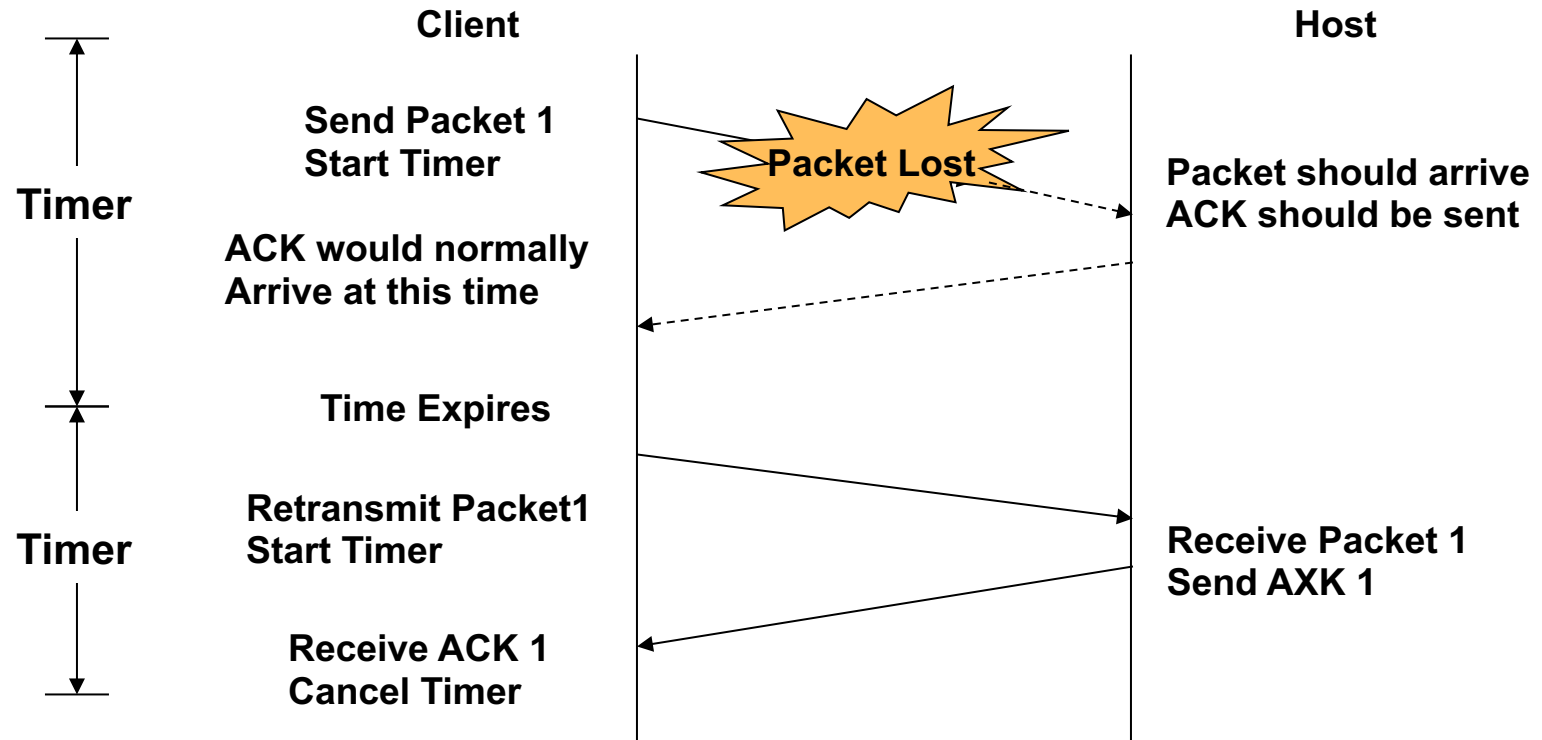 Client
Host
Send Packet 1
Start Timer
Packet Lost
Packet should arrive
ACK should be sent
Timer
ACK would normally
Arrive at this time
Time Expires
Retransmit Packet1
Start Timer
Timer
Receive Packet 1
Send AXK 1
Receive ACK 1
Cancel Timer